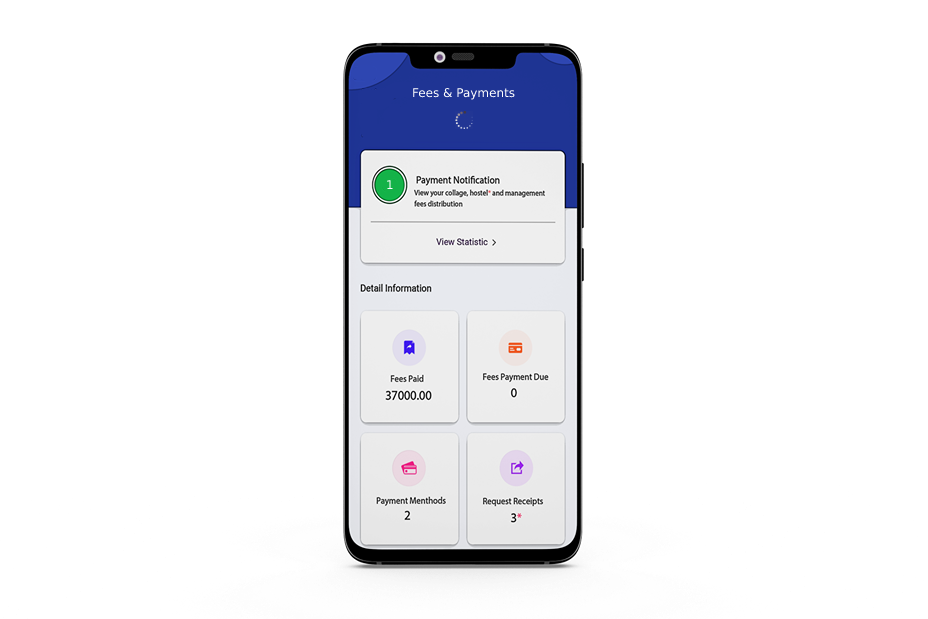 Fees & Payments
1
Payment Notification
View your collage, hostel* and management
fees distribution
View Statistic >
Detail Information
Fees Paid
37000.00
Fees Payment Due
0
Payment Menthods
2
Request Receipts
3*